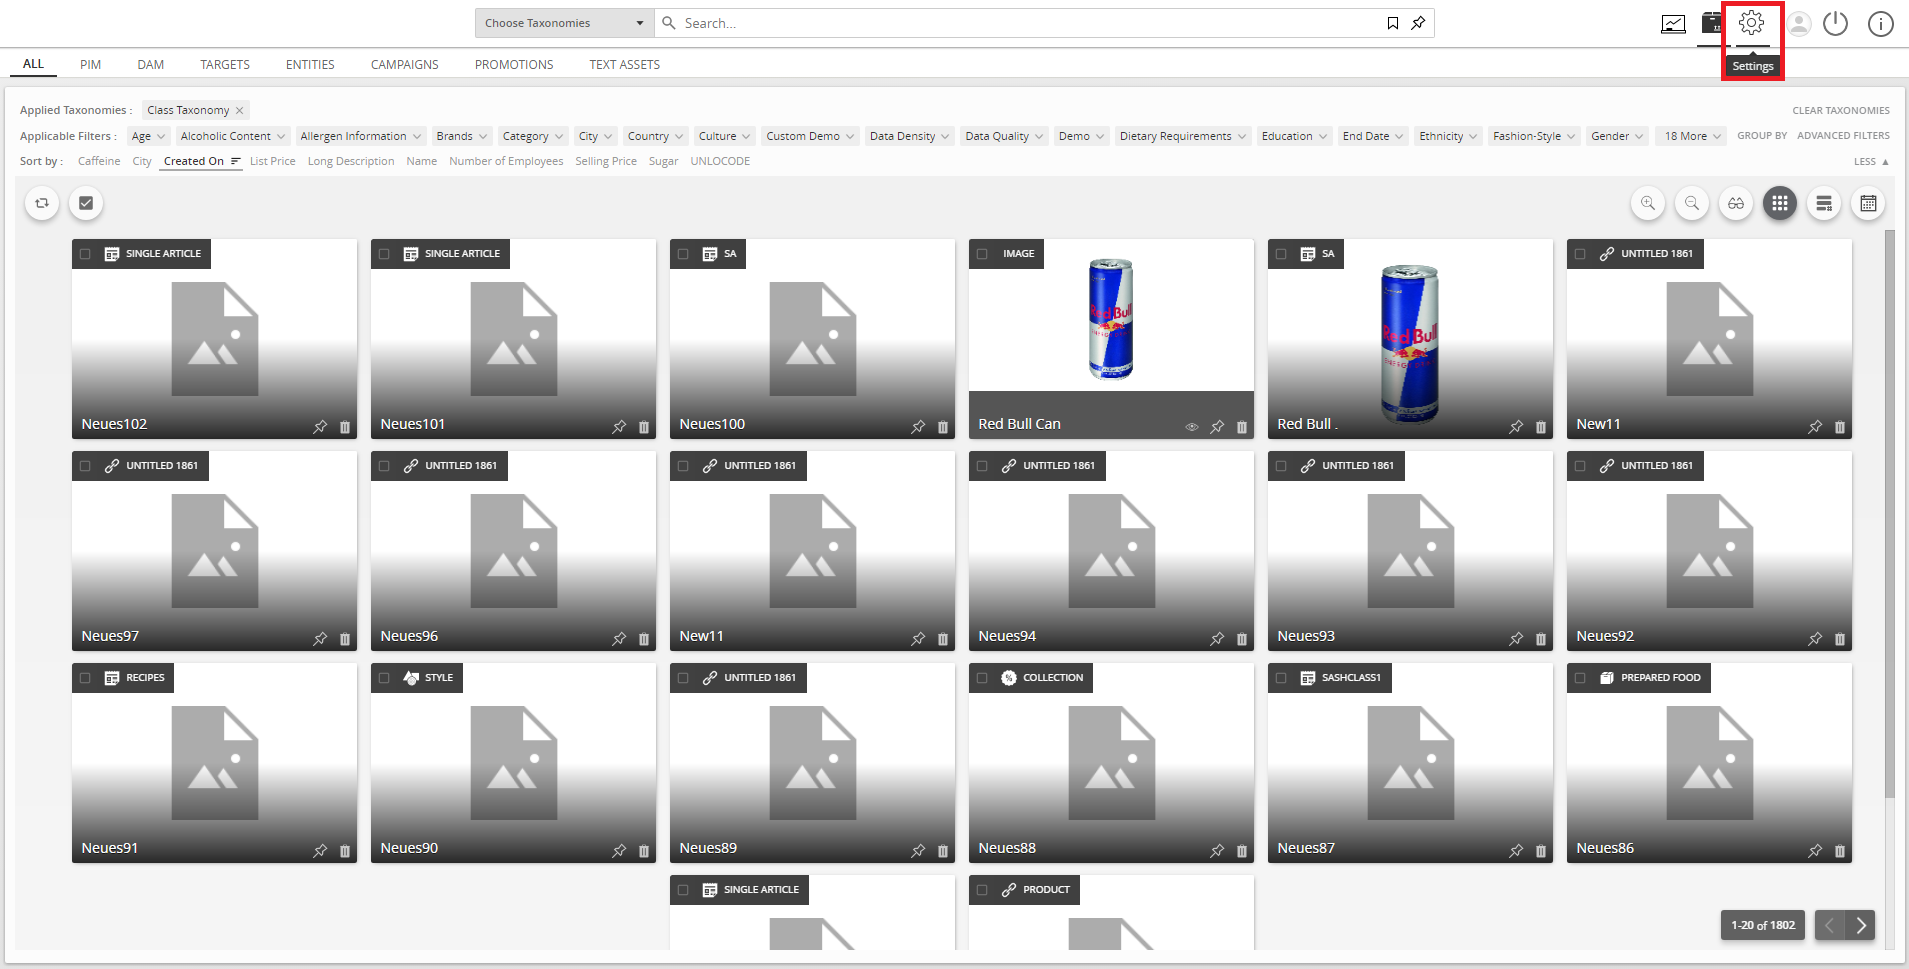 Choose Taxonomies Search...
Settings
ALL PIM DAM TARGETS ENTITIES CAMPAIGNS PROMOTIONS TEXT ASSETS
Applied Taxonomies : Class Taxonomy CLEAR TAXONOMIES
Applicable Filters : Age Alcoholic Content Allergen Information Brands Category City Country Culture Custom Demo Data Density Data Quality Demo Dietary Requirements Education End Date Ethnicity Fashion-Style Gender 18 More GROUP BY ADVANCED FILTERS
Sort by : Caffeine City Created On List Price Long Description Name Number of Employees Selling Price Sugar UNLOCODE LESS
SINGLE ARTICLE SINGLE ARTICLE SA IMAGE SA UNTITLED 1861
Red Bull Red Bull
Neues102 Neues101 Neues100 Red Bull Can Red Bull . New11
UNTITLED 1861 UNTITLED 1861 UNTITLED 1861 UNTITLED 1861 UNTITLED 1861 UNTITLED 1861
Neues97 Neues96 New11 Neues94 Neues93 Neues92
RECIPES STYLE UNTITLED 1861 COLLECTION SASHCLASS1 PREPARED FOOD
Neues91 Neues90 Neues89 Neues88 Neues87 Neues86
SINGLE ARTICLE PRODUCT
1-20 of 1802